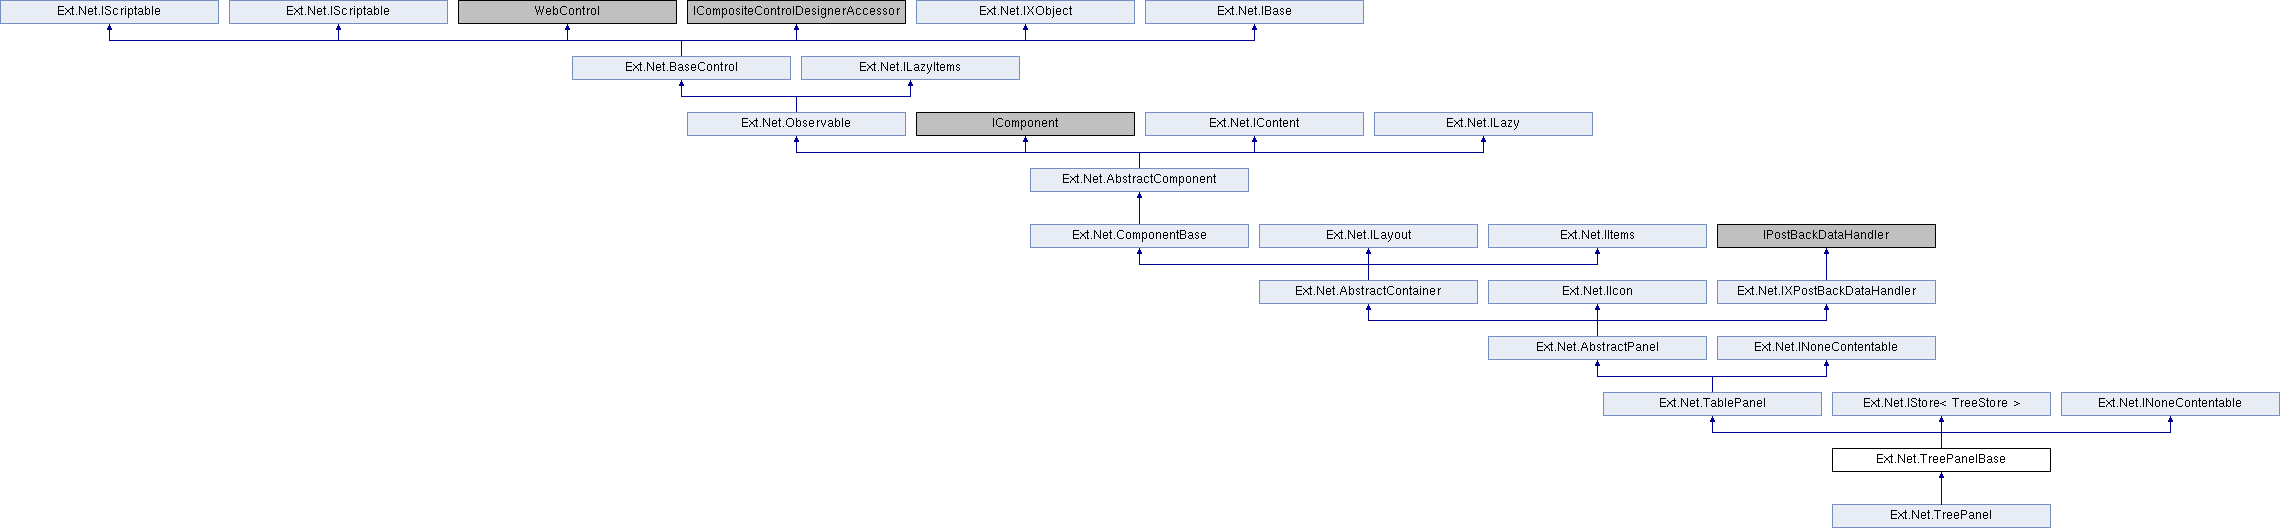 Ext.Net.IScriptable
Ext.Net.IScriptable
WebControl
ICompositeControlDesignerAccessor
Ext.Net.IXObject
Ext.Net.IBase
Ext.Net.BaseControl
Ext.Net.ILazyItems
Ext.Net.Observable
IComponent
Ext.Net.IContent
Ext.Net.ILazy
Ext.Net.AbstractComponent
Ext.Net.ComponentBase
Ext.Net.ILayout
Ext.Net.IItems
IPostBackDataHandler
Ext.Net.AbstractContainer
Ext.Net.IIcon
Ext.Net.IXPostBackDataHandler
Ext.Net.AbstractPanel
Ext.Net.INoneContentable
Ext.Net.TablePanel
Ext.Net.IStore< TreeStore >
Ext.Net.INoneContentable
Ext.Net.TreePanelBase
Ext.Net.TreePanel